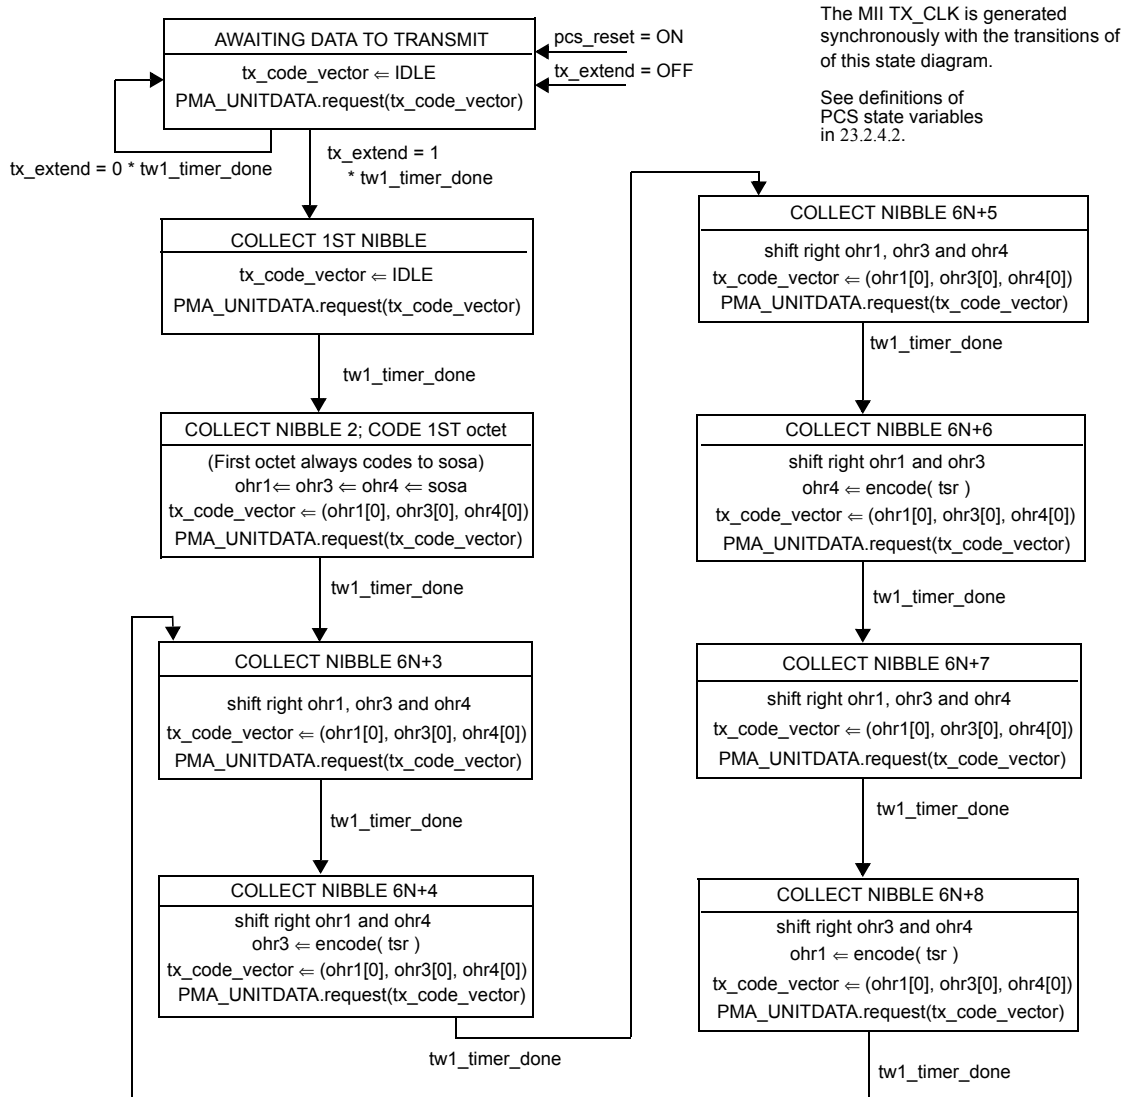 The MII TX_CLK is generated
synchronously with the transitions of
of this state diagram.
See definitions of
PCS state variables
in 23.2.4.2.
AWAITING DATA TO TRANSMIT
tx_code_vector ⇐ IDLE
PMA_UNITDATA.request(tx_code_vector)
pcs_reset = ON
tx_extend = OFF
tx_extend = 0 * tw1_timer_done
tx_extend = 1
* tw1_timer_done
COLLECT 1ST NIBBLE
tx_code_vector ⇐ IDLE
PMA_UNITDATA.request(tx_code_vector)
tw1_timer_done
COLLECT NIBBLE 2; CODE 1ST octet
(First octet always codes to sosa)
ohr1⇐ ohr3 ⇐ ohr4 ⇐ sosa
tx_code_vector ⇐ (ohr1[0], ohr3[0], ohr4[0])
PMA_UNITDATA.request(tx_code_vector)
tw1_timer_done
COLLECT NIBBLE 6N+3
shift right ohr1, ohr3 and ohr4
tx_code_vector ⇐ (ohr1[0], ohr3[0], ohr4[0])
PMA_UNITDATA.request(tx_code_vector)
tw1_timer_done
COLLECT NIBBLE 6N+4
shift right ohr1 and ohr4
ohr3 ⇐ encode( tsr )
tx_code_vector ⇐ (ohr1[0], ohr3[0], ohr4[0])
PMA_UNITDATA.request(tx_code_vector)
tw1_timer_done
COLLECT NIBBLE 6N+5
shift right ohr1, ohr3 and ohr4
tx_code_vector ⇐ (ohr1[0], ohr3[0], ohr4[0])
PMA_UNITDATA.request(tx_code_vector)
tw1_timer_done
COLLECT NIBBLE 6N+6
shift right ohr1 and ohr3
ohr4 ⇐ encode( tsr )
tx_code_vector ⇐ (ohr1[0], ohr3[0], ohr4[0])
PMA_UNITDATA.request(tx_code_vector)
tw1_timer_done
COLLECT NIBBLE 6N+7
shift right ohr1, ohr3 and ohr4
tx_code_vector ⇐ (ohr1[0], ohr3[0], ohr4[0])
PMA_UNITDATA.request(tx_code_vector)
tw1_timer_done
COLLECT NIBBLE 6N+8
shift right ohr3 and ohr4
ohr1 ⇐ encode( tsr )
tx_code_vector ⇐ (ohr1[0], ohr3[0], ohr4[0])
PMA_UNITDATA.request(tx_code_vector)
tw1_timer_done